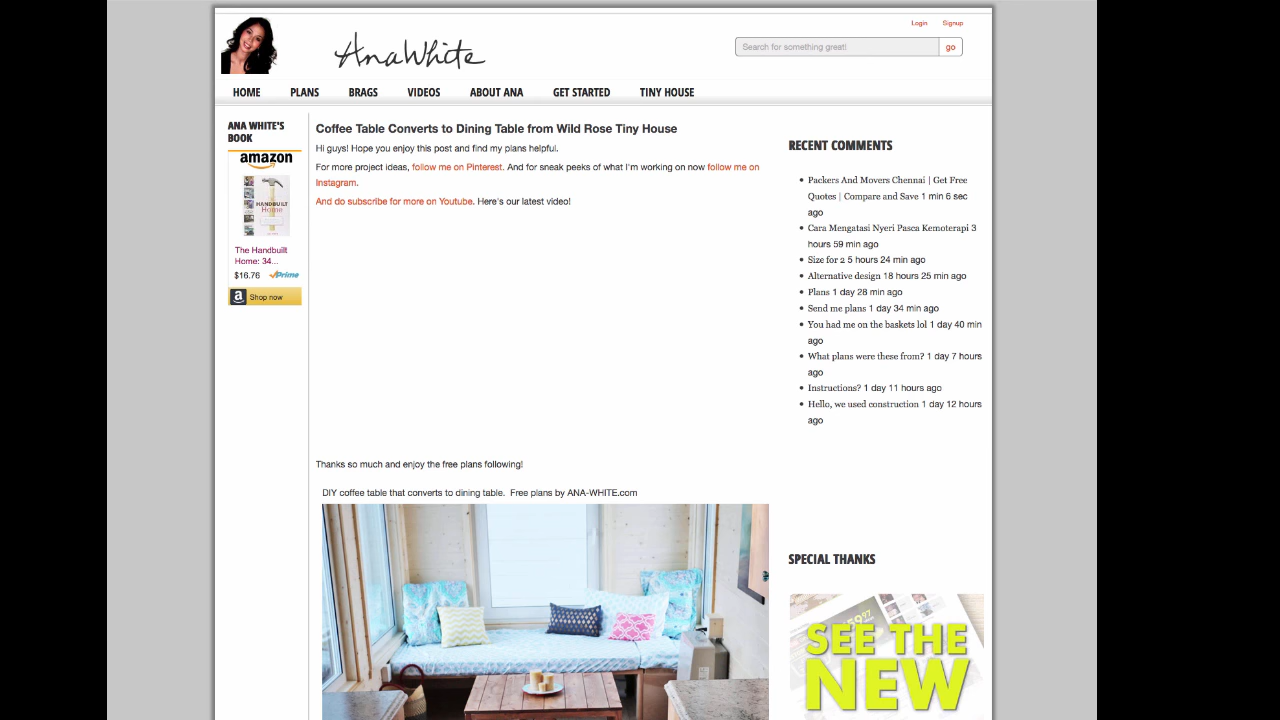 Login Signup
AnaWhite
Search for something great! go
HOME PLANS BRAGS VIDEOS ABOUT ANA GET STARTED TINY HOUSE
ANA WHITE'S
BOOK
amazon
HANDBUILT
Home
The Handbuilt
Home: 34...
$16.76 Prime
a Shop now
Coffee Table Converts to Dining Table from Wild Rose Tiny House
Hi guys! Hope you enjoy this post and find my plans helpful.
For more project ideas, follow me on Pinterest. And for sneak peeks of what I'm working on now follow me on
Instagram.
And do subscribe for more on Youtube. Here's our latest video!
Thanks so much and enjoy the free plans following!
DIY coffee table that converts to dining table. Free plans by ANA-WHITE.com
RECENT COMMENTS
Packers And Movers Chennai | Get Free
Quotes | Compare and Save 1 min 6 sec
ago
Cara Mengatasi Nyeri Pasca Kemoterapi 3
hours 59 min ago
Size for 2 5 hours 24 min ago
Alternative design 18 hours 25 min ago
Plans 1 day 28 min ago
Send me plans 1 day 34 min ago
You had me on the baskets lol 1 day 40 min
ago
What plans were these from? 1 day 7 hours
ago
Instructions? 1 day 11 hours ago
Hello, we used construction 1 day 12 hours
ago
SPECIAL THANKS
SEE THE
NEW